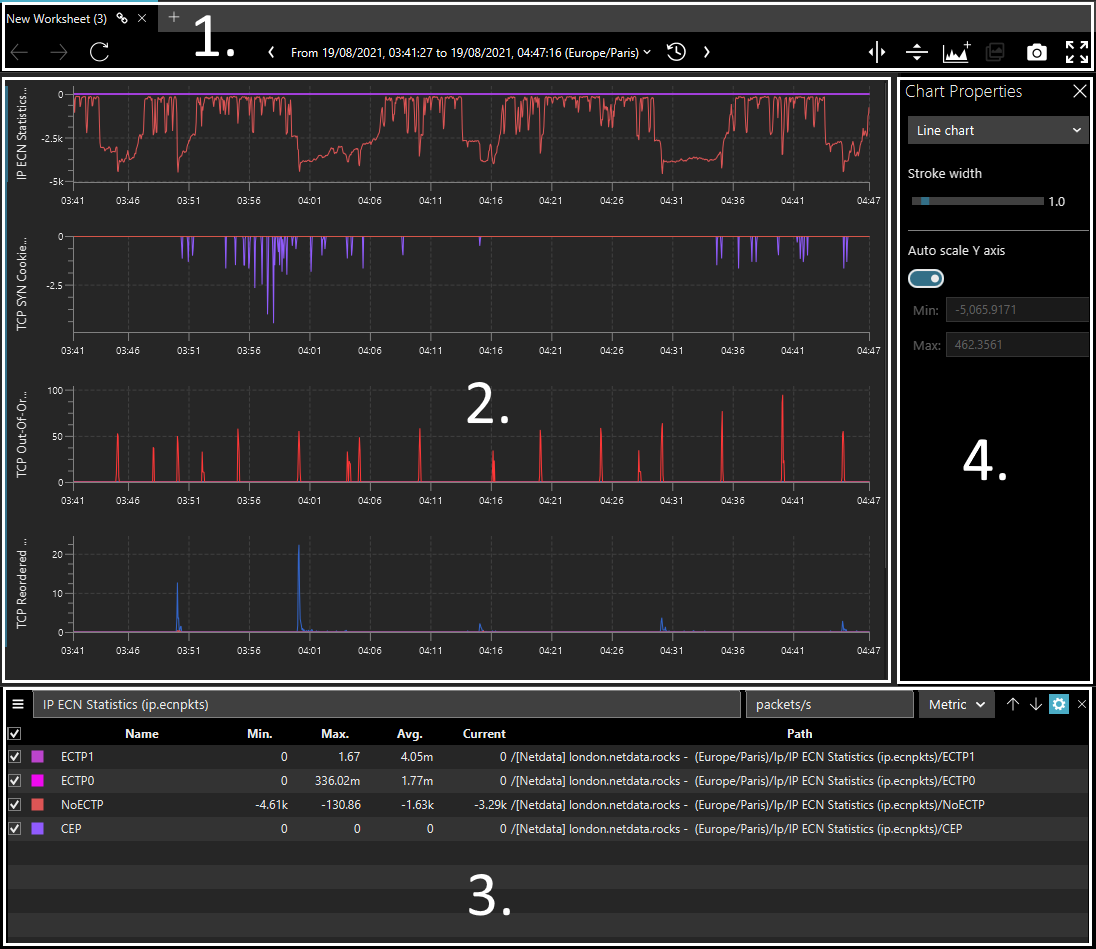 New Worksheet (3)
1.
From 19/08/2021, 03:41:27 to 19/08/2021, 04:47:16 (Europe/Paris)
IP ECN Statistics...
0
-2.5k
-5k
03:41 03:46 03:51 03:56 04:01 04:06 04:11 04:16 04:21 04:26 04:31 04:36 04:41 04:47
TCP SYN Cookie...
0
-2.5
03:41 03:46 03:51 03:56 04:01 04:06 04:11 04:16 04:21 04:26 04:31 04:36 04:41 04:47
2.
TCP Out-Of-Or...
100
50
0
03:41 03:46 03:51 03:56 04:01 04:06 04:11 04:16 04:21 04:26 04:31 04:36 04:41 04:47
TCP Reordered ...
20
10
0
03:41 03:46 03:51 03:56 04:01 04:06 04:11 04:16 04:21 04:26 04:31 04:36 04:41 04:47
Chart Properties
Line chart
Stroke width
1.0
Auto scale Y axis
Min: -5,065.9171
Max: 462.3561
4.
IP ECN Statistics (ip.ecnpkts) packets/s Metric
Name Min. Max. Avg. Current Path
ECTP1 0 1.67 4.05m 0 /[Netdata] london.netdata.rocks - (Europe/Paris)/Ip/IP ECN Statistics (ip.ecnpkts)/ECTP1
ECTP0 0 336.02m 1.77m 0 /[Netdata] london.netdata.rocks - (Europe/Paris)/Ip/IP ECN Statistics (ip.ecnpkts)/ECTP0
NoECTP -4.61k -130.86 -1.63k -3.29k /[Netdata] london.netdata.rocks - (Europe/Paris)/Ip/IP ECN Statistics (ip.ecnpkts)/NoECTP
CEP 0 0 0 0 /[Netdata] london.netdata.rocks - (Europe/Paris)/Ip/IP ECN Statistics (ip.ecnpkts)/CEP
3.